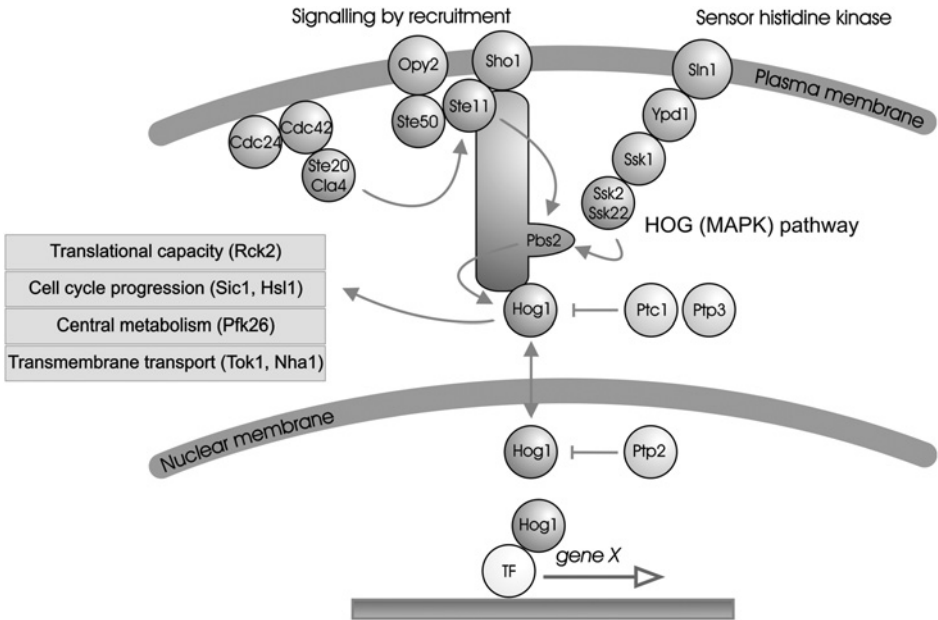 Signalling by recruitment
Sensor histidine kinase
Opy2
Sho1
Sln1
Plasma membrane
Cdc24
Cdc42
Ste50
Ste11
Ypd1
Ste20
Cla4
Ssk1
Ssk2
Ssk22
HOG (MAPK) pathway
Pbs2
Translational capacity (Rck2)
Cell cycle progression (Sic1, Hsl1)
Central metabolism (Pfk26)
Transmembrane transport (Tok1, Nha1)
Hog1
Ptc1
Ptp3
Nuclear membrane
Hog1
Ptp2
Hog1
TF
gene X